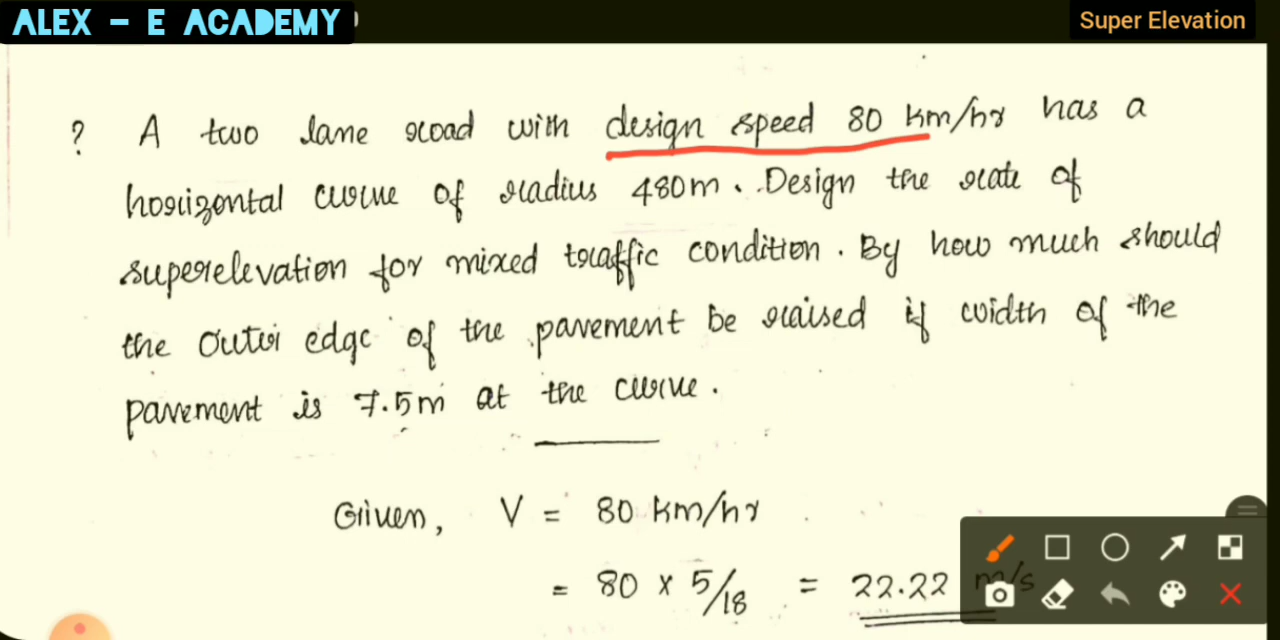 ALEX - E ACADEMY
Super Elevation
? A two lane road with design speed 80 km/hr has a
horizontal curve of radius 480m. Design the rate of
superelevation for mixed traffic condition. By how much should
the outer edge of the pavement be raised if width of the
pavement is 7.5m at the curve.
Given, V = 80 km/hr
= 80 x 5/18 = 22.22 m/s